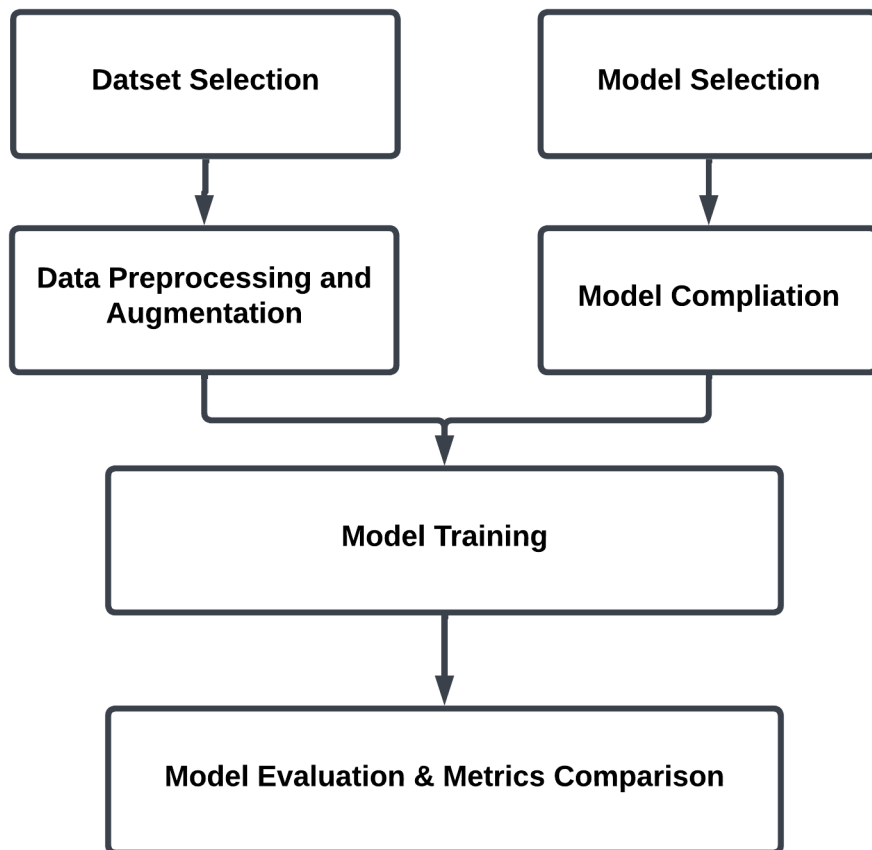 Datset Selection
Model Selection
Data Preprocessing and
Augmentation
Model Compliation
Model Training
Model Evaluation & Metrics Comparison